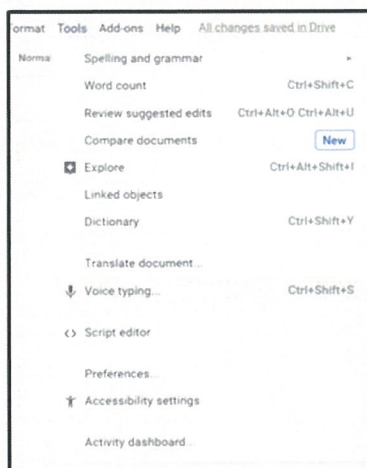 ormat Tools Add-ons Help All changes saved in Drive
Norma Spelling and grammar
Word count Ctrl+Shift+C
Review suggested edits Ctrl+Alt+O Ctrl+Alt+U
Compare documents New
Explore Ctrl+Alt+Shift+I
Linked objects
Dictionary Ctrl+Shift+Y
Translate document...
Voice typing... Ctrl+Shift+S
Script editor
Preferences...
Accessibility settings
Activity dashboard...